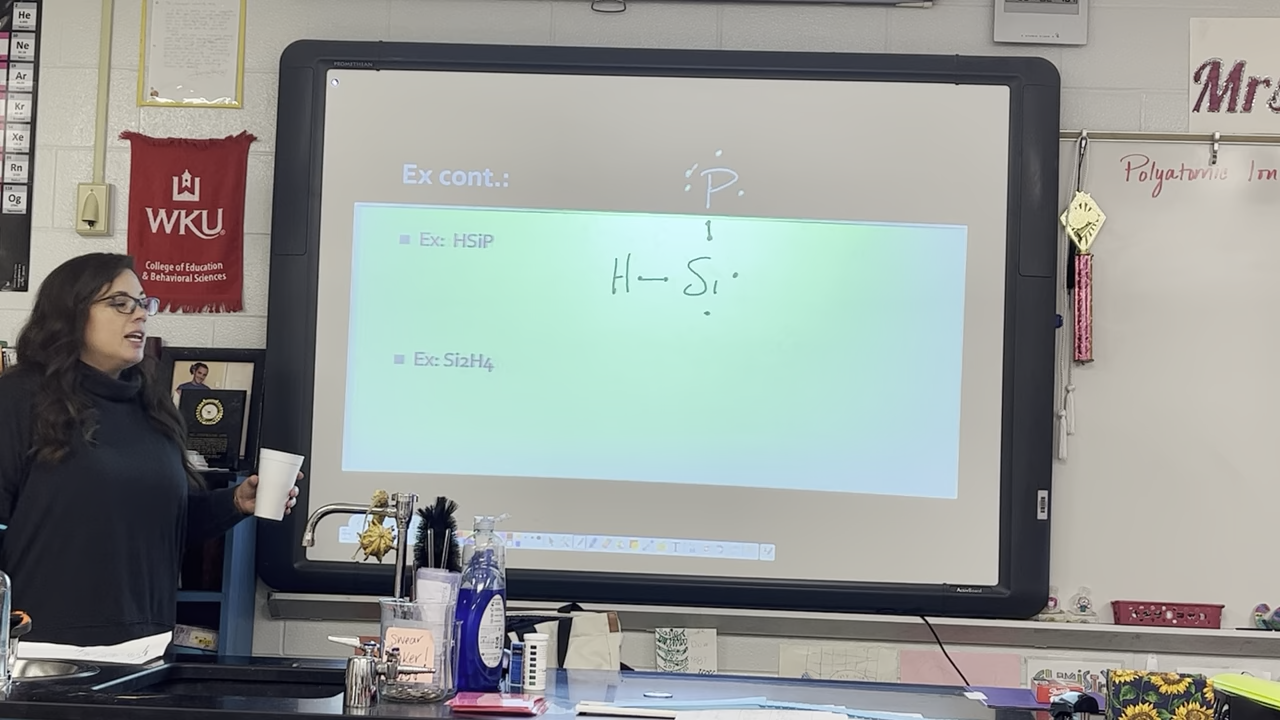 He
Ne
Ar
Kr
Xe
Rn
Og
WKU
College of Education
& Behavioral Sciences
PROMETHEAN
Ex cont.:
P
Ex: HSiP
H Si
Ex: Si2H4
Mrs
Polyatomic Ion
swear